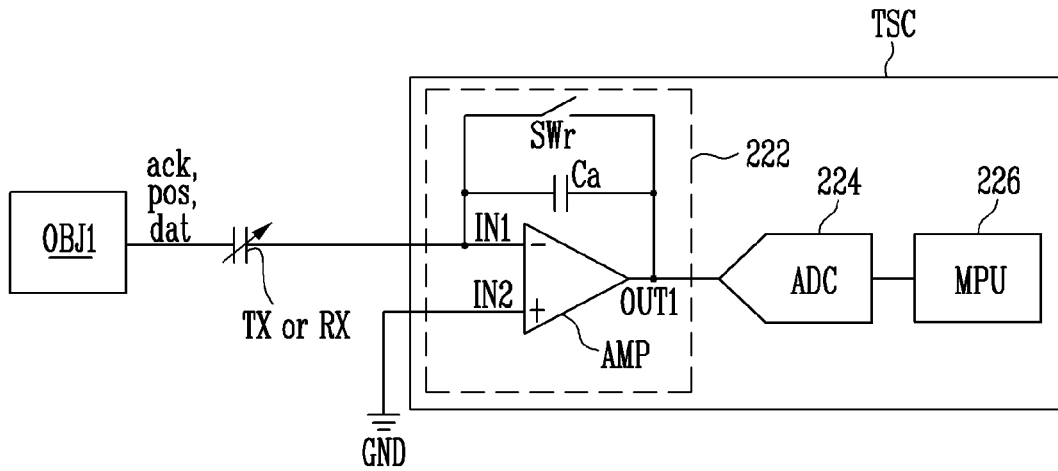 TSC
SWr
222
Ca
224
226
ack,
pos,
dat
OBJ1
IN1
−
ADC
MPU
IN2
+
OUT1
TX or RX
AMP
GND